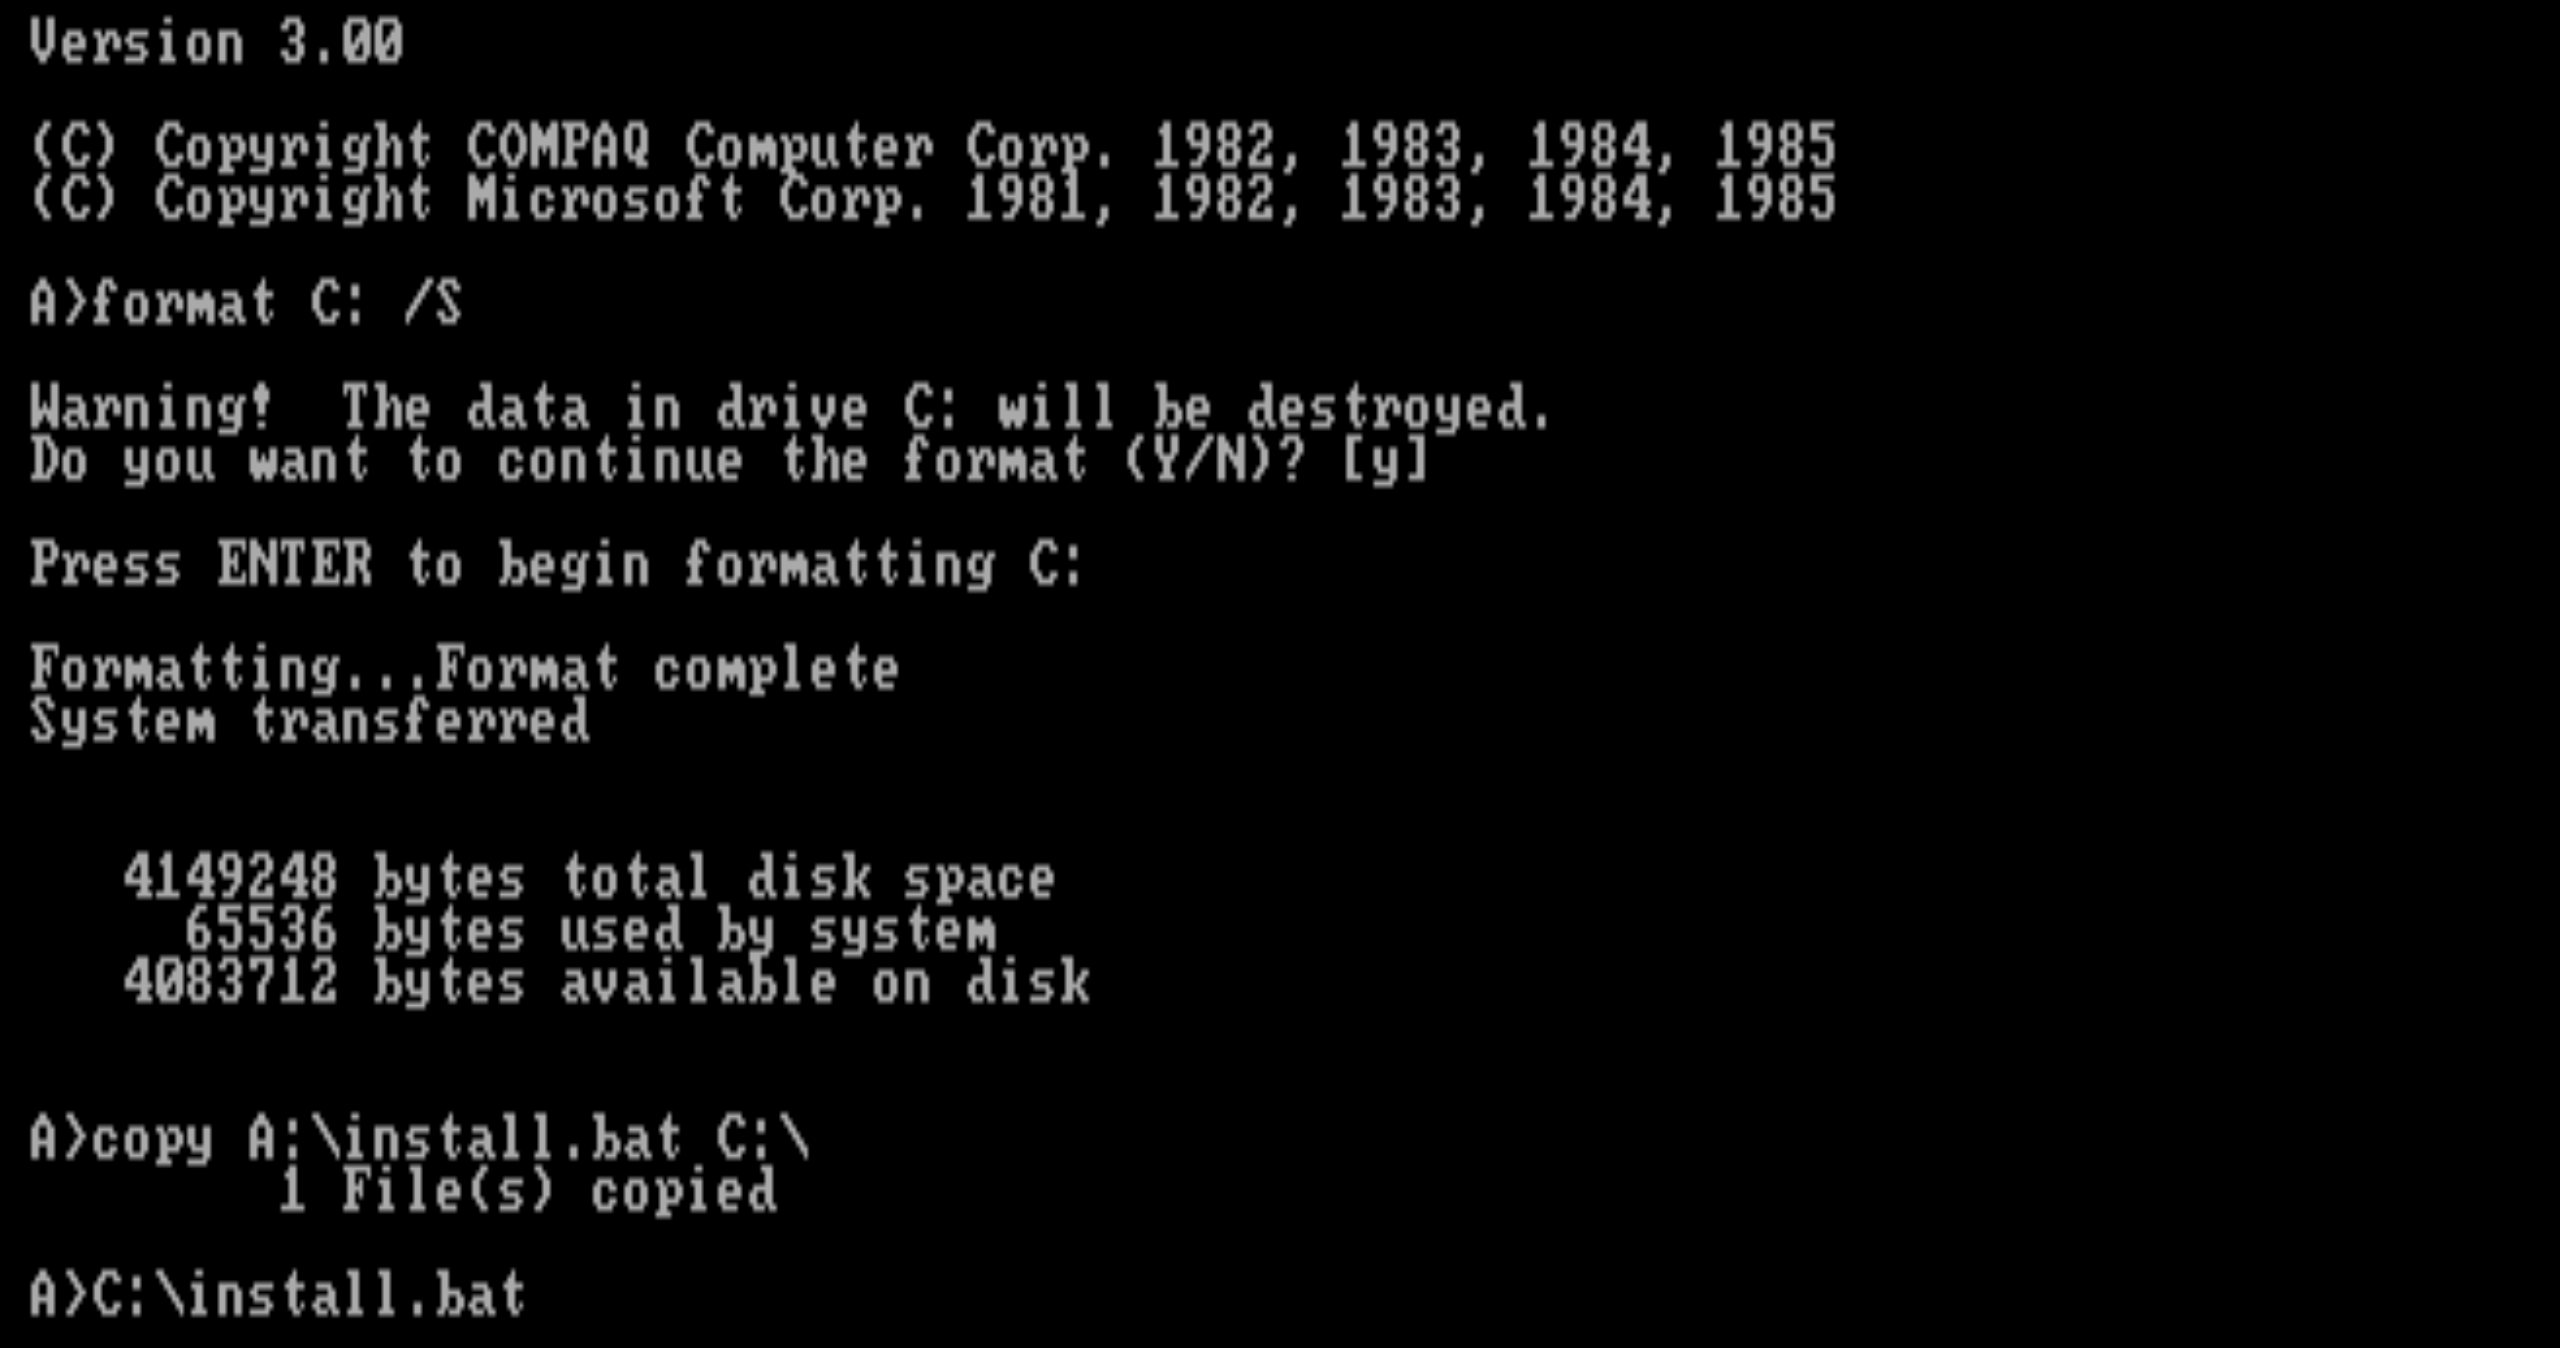 Version 3.00
(C) Copyright COMPAQ Computer Corp. 1982, 1983, 1984, 1985
(C) Copyright Microsoft Corp. 1981, 1982, 1983, 1984, 1985
A>format C: /S
Warning!  The data in drive C: will be destroyed.
Do you want to continue the format (Y/N)? [y]
Press ENTER to begin formatting C:
Formatting...Format complete
System transferred
4149248 bytes total disk space
65536 bytes used by system
4083712 bytes available on disk
A>copy A:\install.bat C:\
1 File(s) copied
A>C:\install.bat